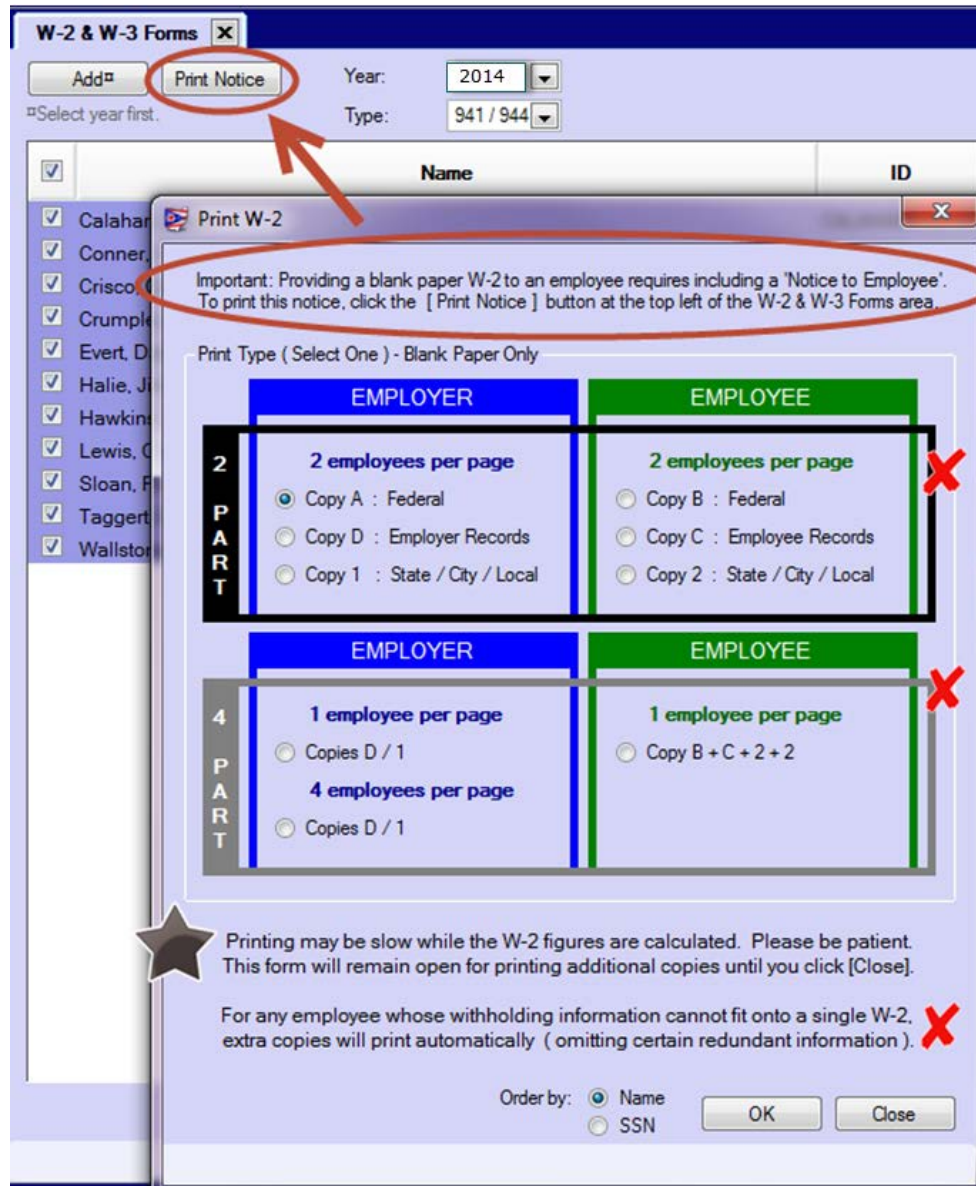 W-2 & W-3 Forms
Add¤ Print Notice Year: 2014
¤Select year first. Type: 941 / 944
Name ID
Calahar
Conner,
Crisco,
Crumple
Evert, D
Halie, Ji
Hawkins
Lewis,
Sloan, F
Taggert
Wallston
Print W-2
Important: Providing a blank paper W-2 to an employee requires including a 'Notice to Employee'.
To print this notice, click the [ Print Notice ] button at the top left of the W-2 & W-3 Forms area.
Print Type ( Select One ) - Blank Paper Only
EMPLOYER EMPLOYEE
2 PART
2 employees per page 2 employees per page
Copy A : Federal Copy B : Federal
Copy D : Employer Records Copy C : Employee Records
Copy 1 : State / City / Local Copy 2 : State / City / Local
EMPLOYER EMPLOYEE
4 PART
1 employee per page 1 employee per page
Copies D / 1 Copy B + C + 2 + 2
4 employees per page
Copies D / 1
Printing may be slow while the W-2 figures are calculated. Please be patient.
This form will remain open for printing additional copies until you click [Close].
For any employee whose withholding information cannot fit onto a single W-2,
extra copies will print automatically ( omitting certain redundant information ).
Order by: Name
SSN OK Close